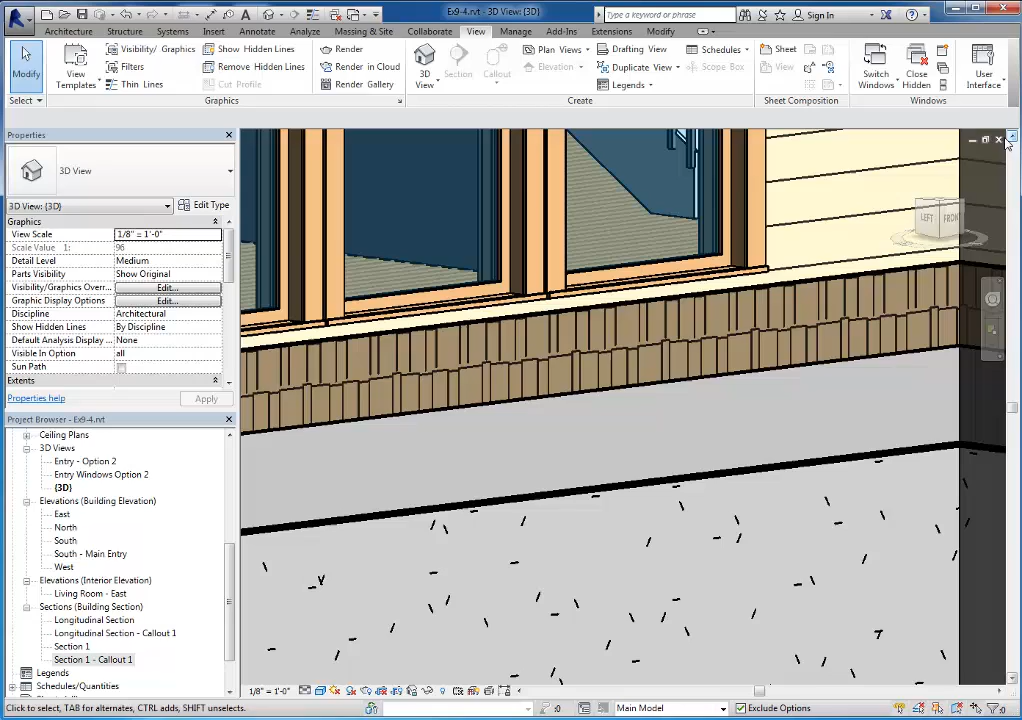 Ex9-4.rvt - 3D View: {3D}
Type a keyword or phrase
Sign In
Architecture Structure Systems Insert Annotate Analyze Massing & Site Collaborate View Manage Add-Ins Extensions Modify
Modify
View Templates
Visibility/ Graphics
Filters
Thin Lines
Show Hidden Lines
Remove Hidden Lines
Cut Profile
Render
Render in Cloud
Render Gallery
3D View
Section
Callout
Plan Views
Elevation
Drafting View
Duplicate View
Legends
Schedules
Scope Box
Sheet
View
Switch Windows
Close Hidden
User Interface
Select
Graphics
Create
Sheet Composition
Windows
Properties
3D View
3D View: {3D}
Edit Type
Graphics
View Scale 1/8" = 1'-0"
Scale Value 1: 96
Detail Level Medium
Parts Visibility Show Original
Visibility/Graphics Overr... Edit...
Graphic Display Options Edit...
Discipline Architectural
Show Hidden Lines By Discipline
Default Analysis Display ... None
Visible In Option all
Sun Path
Extents
Properties help
Apply
LEFT
FRONT
Project Browser - Ex9-4.rvt
Ceiling Plans
3D Views
Entry - Option 2
Entry Windows Option 2
{3D}
Elevations (Building Elevation)
East
North
South
South - Main Entry
West
Elevations (Interior Elevation)
Living Room - East
Sections (Building Section)
Longitudinal Section
Longitudinal Section - Callout 1
Section 1
Section 1 - Callout 1
Legends
Schedules/Quantities
1/8" = 1'-0"
Click to select, TAB for alternates, CTRL adds, SHIFT unselects.
:0
Main Model
Exclude Options
:0